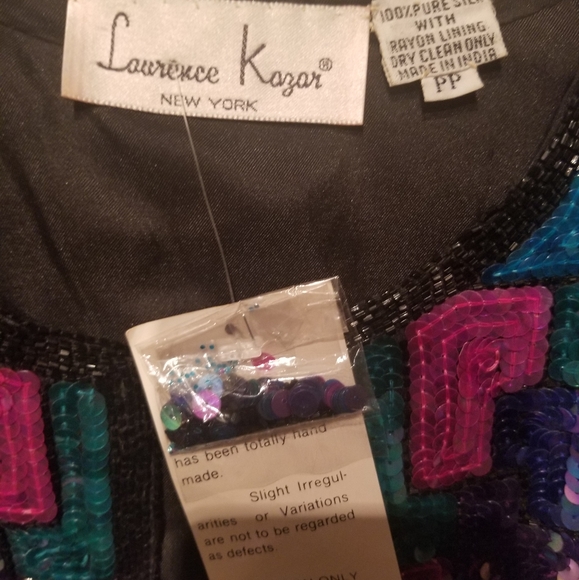 Laurence Kazar®
NEW YORK
100% PURE SILK
WITH
RAYON LINING
DRY CLEAN ONLY
MADE IN INDIA
PP
has been totally hand
made.
Slight Irregul-
arities or Variations
are not to be regarded
as defects.
ONLY